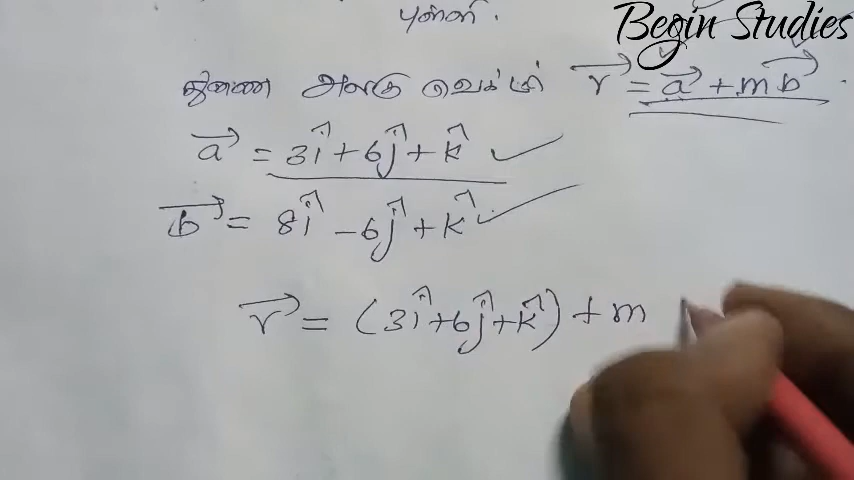 Begin Studies
புள்ளி.
துணை அலகு வெக்டர் r⃗ = a⃗ + m b⃗
a⃗ = 3î + 6ĵ + k̂ ✓
b⃗ = 8î - 6ĵ + k̂ ✓
r⃗ = (3î + 6ĵ + k̂) + m